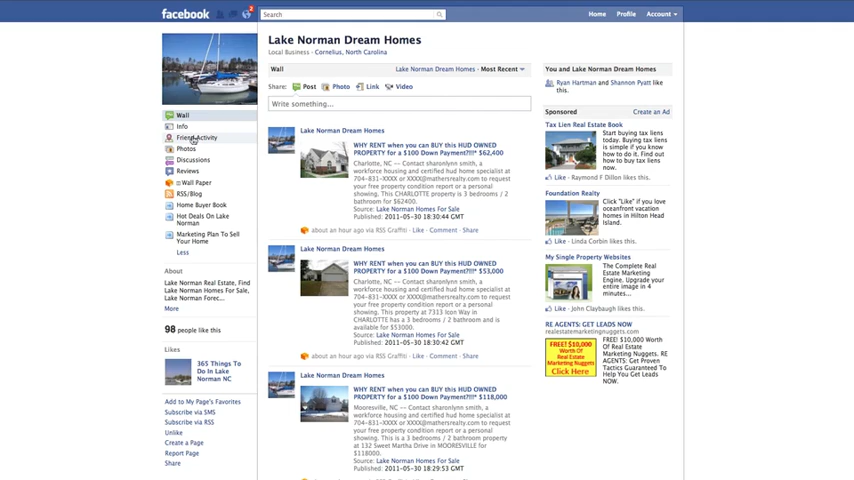 facebook
2
Search
Home Profile Account
Lake Norman Dream Homes
Local Business · Cornelius, North Carolina
Wall
Lake Norman Dream Homes · Most Recent
Share: Post Photo Link Video
Write something...
Wall
Info
Friend Activity
Photos
Discussions
Reviews
Wall Paper
RSS/Blog
Home Buyer Book
Hot Deals On Lake
Norman
Marketing Plan To Sell
Your Home
Less
About
Lake Norman Real Estate, Find
Lake Norman Homes For Sale,
Lake Norman Forec...
More
98 people like this
Likes
365 Things To
Do In Lake
Norman NC
Add to My Page's Favorites
Subscribe via SMS
Subscribe via RSS
Unlike
Create a Page
Report Page
Share
Lake Norman Dream Homes
WHY RENT when you can BUY this HUD OWNED
PROPERTY for a $100 Down Payment?!!* $62,400
Charlotte, NC -- Contact sharonlynn smith, a
workforce housing and certified hud home specialist at
704-831-XXXX or XXXX@mathersrealty.com to request
your free property condition report or a personal
showing. This CHARLOTTE property is 3 bedrooms / 2
bathroom for
$62400.
Source: Lake Norman Homes For Sale
Published: 2011-05-30 18:30:44 GMT
about an hour ago via RSS Graffiti · Like · Comment · Share
Lake Norman Dream Homes
WHY RENT when you can BUY this HUD OWNED
PROPERTY for a $100 Down Payment?!!* $53,000
Charlotte, NC -- Contact sharonlynn smith, a
workforce housing and certified hud home specialist at
704-831-XXXX or XXXX@mathersrealty.com to request
your free property condition report or a personal
showing. This property at 7313 Icon Way in
CHARLOTTE has a 3 bedrooms / 2 bathroom and is
available for $53000.
Source: Lake Norman Homes For Sale
Published: 2011-05-30 18:30:42 GMT
about an hour ago via RSS Graffiti · Like · Comment · Share
Lake Norman Dream Homes
WHY RENT when you can BUY this HUD OWNED
PROPERTY for a $100 Down Payment?!!* $118,000
Mooresville, NC -- Contact sharonlynn smith, a
workforce housing and certified hud home specialist at
704-831-XXXX or XXXX@mathersrealty.com to request
your free property condition report or a personal
showing. This is a 3 bedrooms / 2 bathroom property
at 132 Sweet Martha Drive in MOORESVILLE for
$118000.
Source: Lake Norman Homes For Sale
Published: 2011-05-30 18:29:53 GMT
You and Lake Norman Dream Homes
Ryan Hartman and Shannon Pyatt like
this.
Sponsored
Create an Ad
Tax Lien Real Estate Book
Start buying tax liens
today. Find out
how to buy tax liens.
Like · Raymond F Dillon likes this.
Foundation Realty
Click "Like" if you love
oceanfront vacation
homes in Hilton Head
Island.
Like · Linda Corbin likes this.
My Single Property Websites
The Complete Real
Estate Marketing
Engine. Upgrade your
entire image in 4
minutes...
Like · John Claybaugh likes this.
RE AGENTS: GET LEADS NOW
realestatemarketingnuggets.com
FREE! $10,000
Worth Of
Real Estate
Marketing Nuggets
Click Here
FREE! $10,000 Worth
of Real Estate
Marketing Nuggets. RE
AGENTS: Get Proven
Tactics Guaranteed To
Help You Get Leads
NOW!